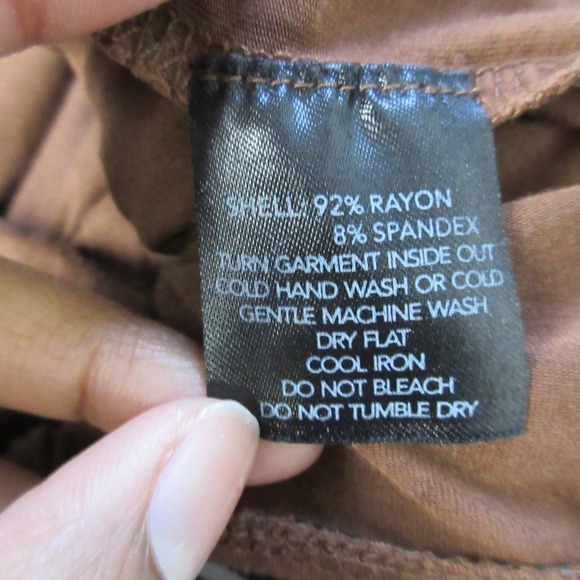 SHELL: 92% RAYON
8% SPANDEX
TURN GARMENT INSIDE OUT
COLD HAND WASH OR COLD
GENTLE MACHINE WASH
DRY FLAT
COOL IRON
DO NOT BLEACH
DO NOT TUMBLE DRY